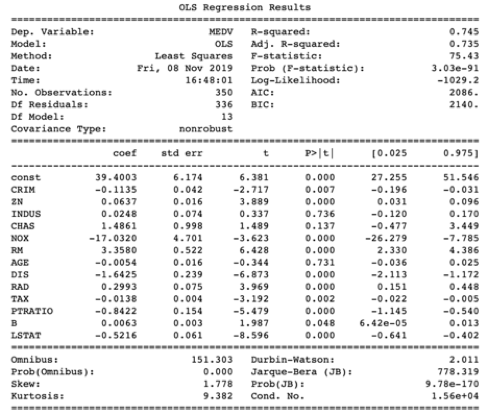 OLS Regression Results
Dep. Variable: MEDV R-squared: 0.745
Model: OLS Adj. R-squared: 0.735
Method: Least Squares F-statistic: 75.43
Date: Fri, 08 Nov 2019 Prob (F-statistic): 3.03e-91
Time: 16:48:01 Log-Likelihood: -1029.2
No. Observations: 350 AIC: 2086.
Df Residuals: 336 BIC: 2140.
Df Model: 13
Covariance Type: nonrobust
coef std err t P>|t| [0.025 0.975]
const 39.4003 6.174 6.381 0.000 27.255 51.546
CRIM -0.1135 0.042 -2.717 0.007 -0.196 -0.031
ZN 0.0637 0.016 3.889 0.000 0.031 0.096
INDUS 0.0248 0.074 0.337 0.736 -0.120 0.170
CHAS 1.4861 0.998 1.489 0.137 -0.477 3.449
NOX -17.0320 4.701 -3.623 0.000 -26.279 -7.785
RM 3.3580 0.522 6.428 0.000 2.330 4.386
AGE -0.0054 0.016 -0.344 0.731 -0.036 0.025
DIS -1.6425 0.239 -6.873 0.000 -2.113 -1.172
RAD 0.2993 0.075 3.969 0.000 0.151 0.448
TAX -0.0138 0.004 -3.192 0.002 -0.022 -0.005
PTRATIO -0.8422 0.154 -5.479 0.000 -1.145 -0.540
B 0.0063 0.003 1.987 0.048 6.42e-05 0.013
LSTAT -0.5216 0.061 -8.596 0.000 -0.641 -0.402
Omnibus: 151.303 Durbin-Watson: 2.011
Prob(Omnibus): 0.000 Jarque-Bera (JB): 778.319
Skew: 1.778 Prob(JB): 9.78e-170
Kurtosis: 9.382 Cond. No. 1.56e+04